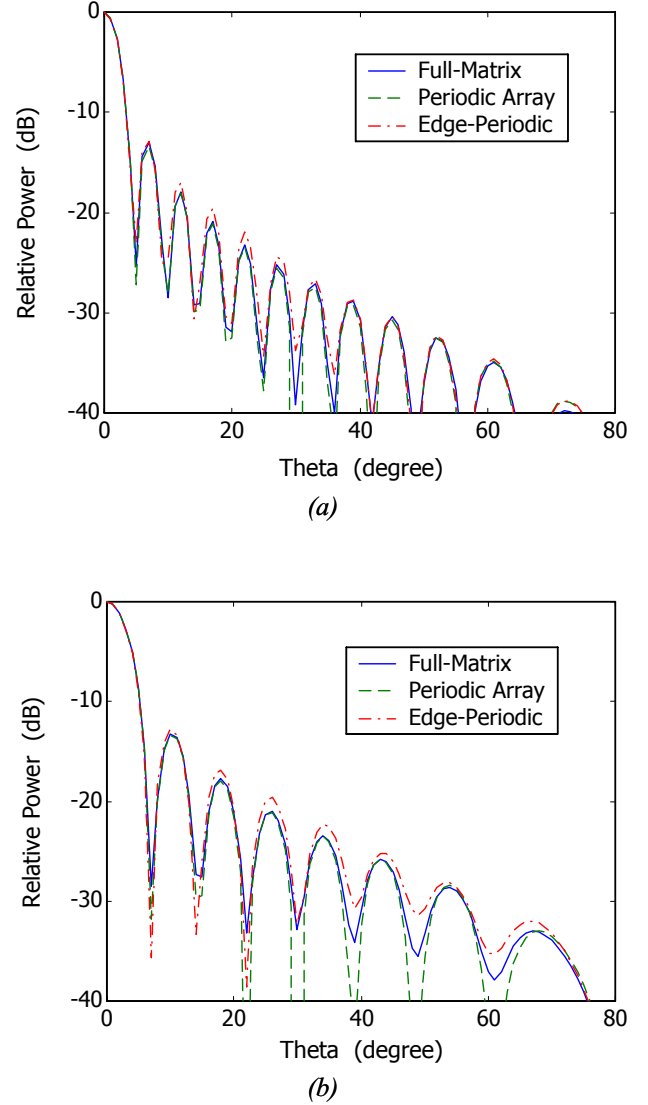 0
-10
-20
-30
-40
Relative Power (dB)
Full-Matrix
Periodic Array
Edge-Periodic
0 20 40 60 80
Theta (degree)
(a)
0
-10
-20
-30
-40
Relative Power (dB)
Full-Matrix
Periodic Array
Edge-Periodic
0 20 40 60 80
Theta (degree)
(b)